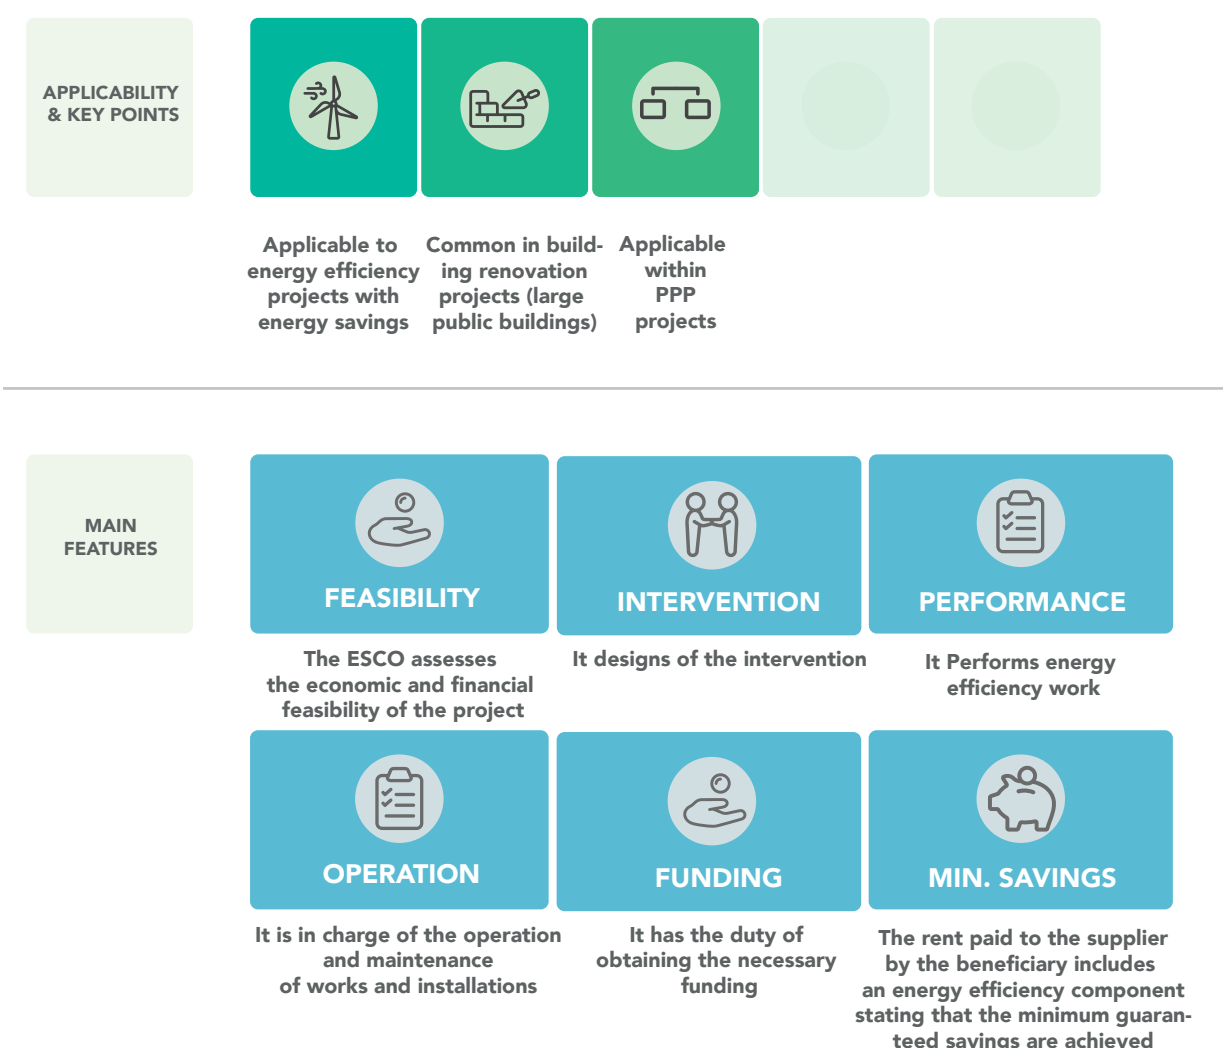 APPLICABILITY
& KEY POINTS
Applicable to
energy efficiency
projects with
energy savings
Common in build-
ing renovation
projects (large
public buildings)
Applicable
within
PPP
projects
MAIN
FEATURES
FEASIBILITY
The ESCO assesses
the economic and financial
feasibility of the project
INTERVENTION
It designs of the intervention
PERFORMANCE
It Performs energy
efficiency work
OPERATION
It is in charge of the operation
and maintenance
of works and installations
FUNDING
It has the duty of
obtaining the necessary
funding
MIN. SAVINGS
The rent paid to the supplier
by the beneficiary includes
an energy efficiency component
stating that the minimum guaran-
teed savings are achieved